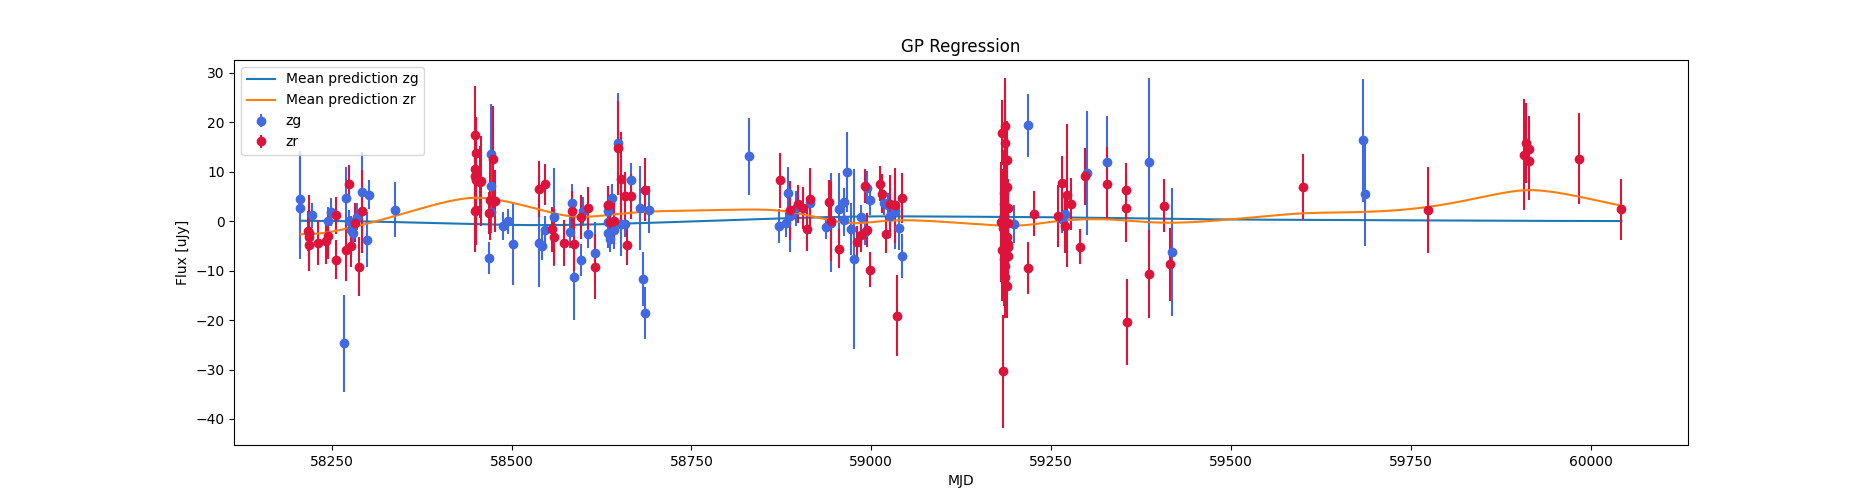 GP Regression
Mean prediction zg
Mean prediction zr
zg
zr
Flux [uJy]
30
20
10
0
−10
−20
−30
−40
58250
58500
58750
59000
59250
59500
59750
60000
MJD